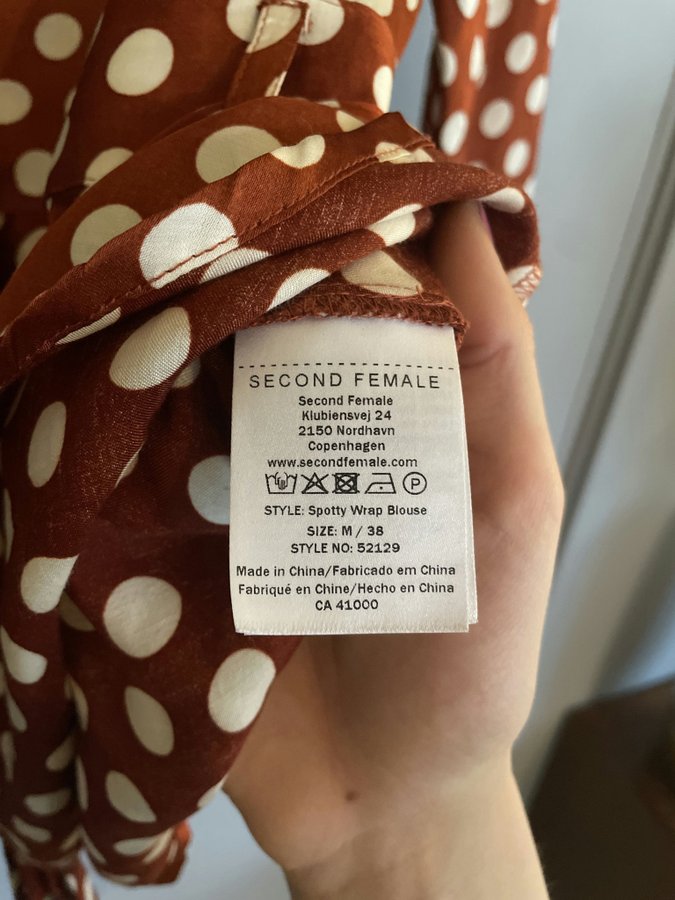 SECOND FEMALE
Second Female
Klubiensvej 24
2150 Nordhavn
Copenhagen
www.secondfemale.com
P
STYLE: Spotty Wrap Blouse
SIZE: M / 38
STYLE NO: 52129
Made in China/Fabricado em China
Fabriqué en Chine/Hecho en China
CA 41000